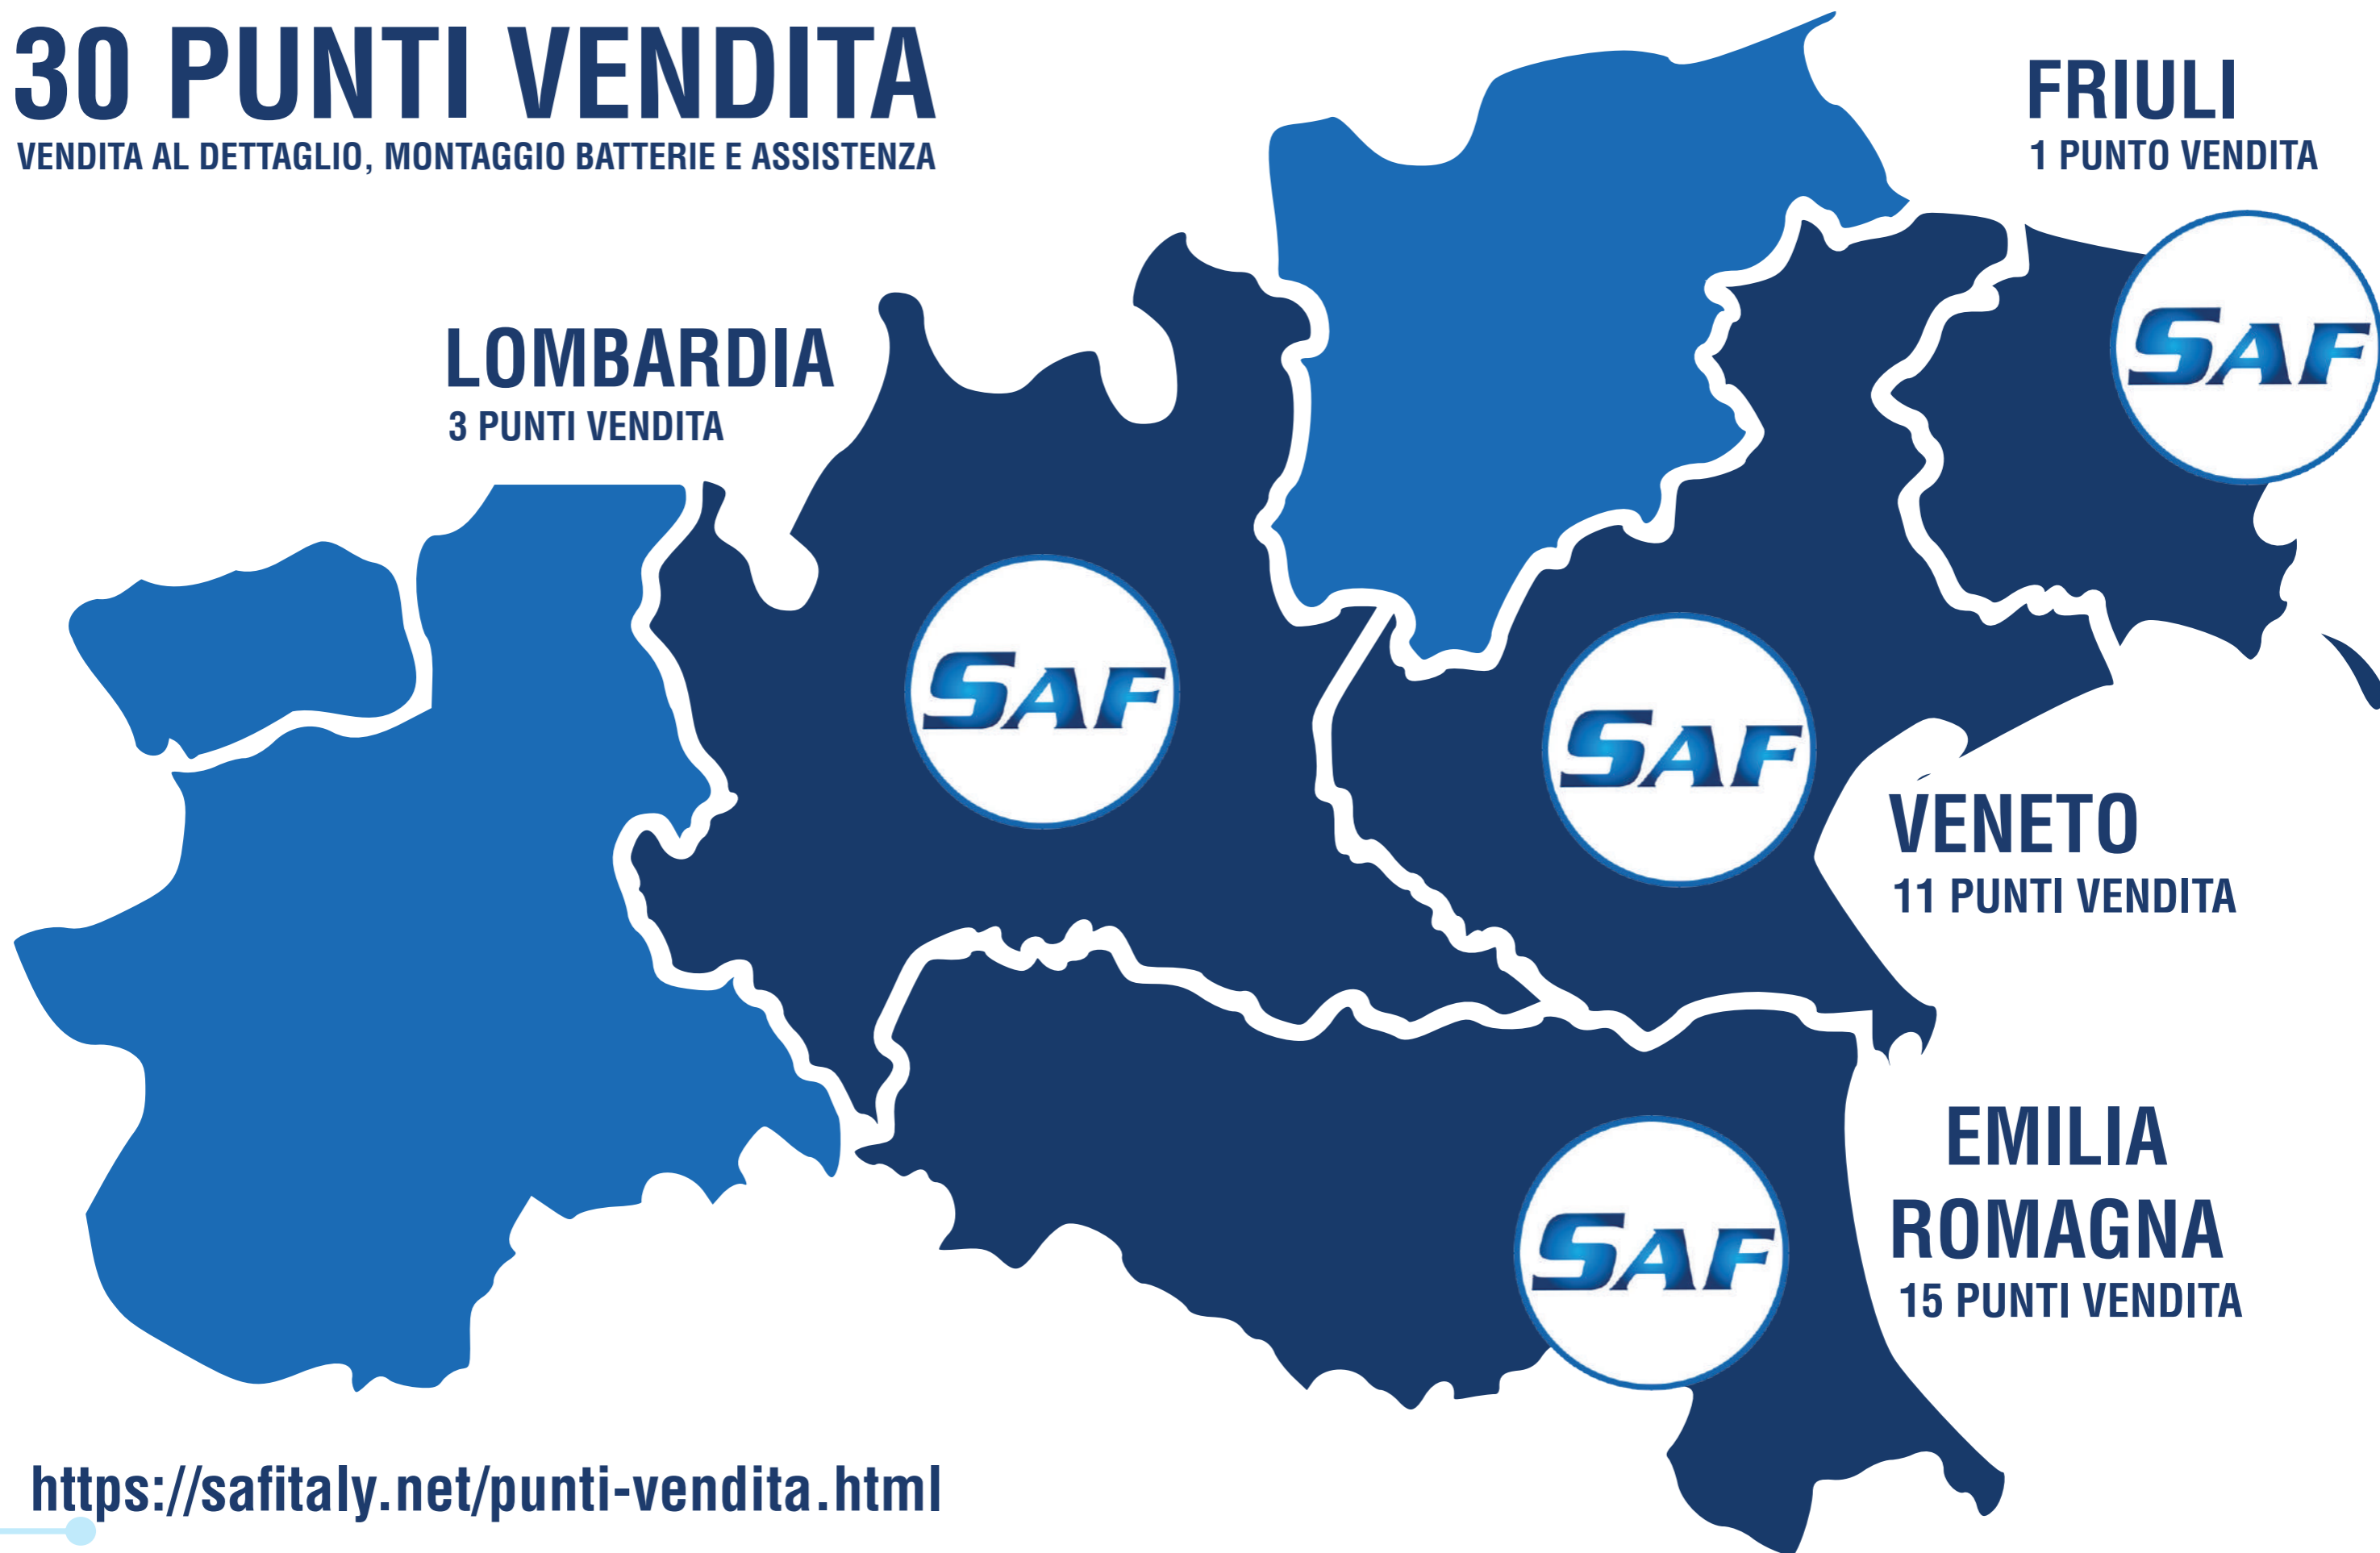 30 PUNTI VENDITA
VENDITA AL DETTAGLIO, MONTAGGIO BATTERIE E ASSISTENZA
FRIULI
1 PUNTO VENDITA
SAF
LOMBARDIA
3 PUNTI VENDITA
SAF
SAF
VENETO
11 PUNTI VENDITA
EMILIA
ROMAGNA
15 PUNTI VENDITA
SAF
https://safitaly.net/punti-vendita.html